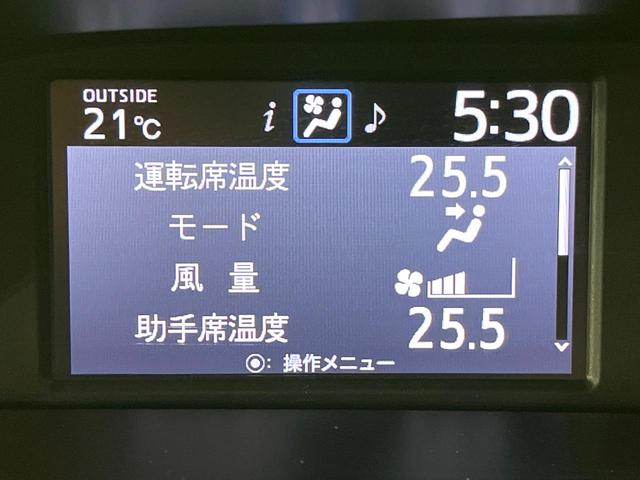 OUTSIDE
21℃
i
5:30
運転席温度 25.5
モード
風 量
助手席温度 25.5
: 操作メニュー